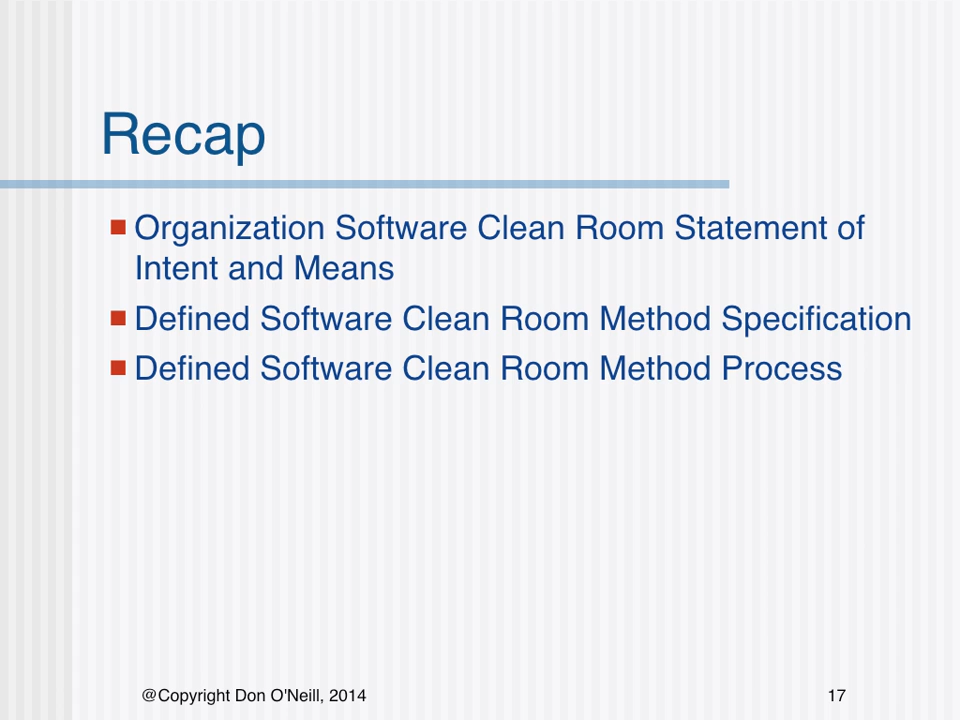 Recap
Organization Software Clean Room Statement of
Intent and Means
Defined Software Clean Room Method Specification
Defined Software Clean Room Method Process
@Copyright Don O'Neill, 2014
17